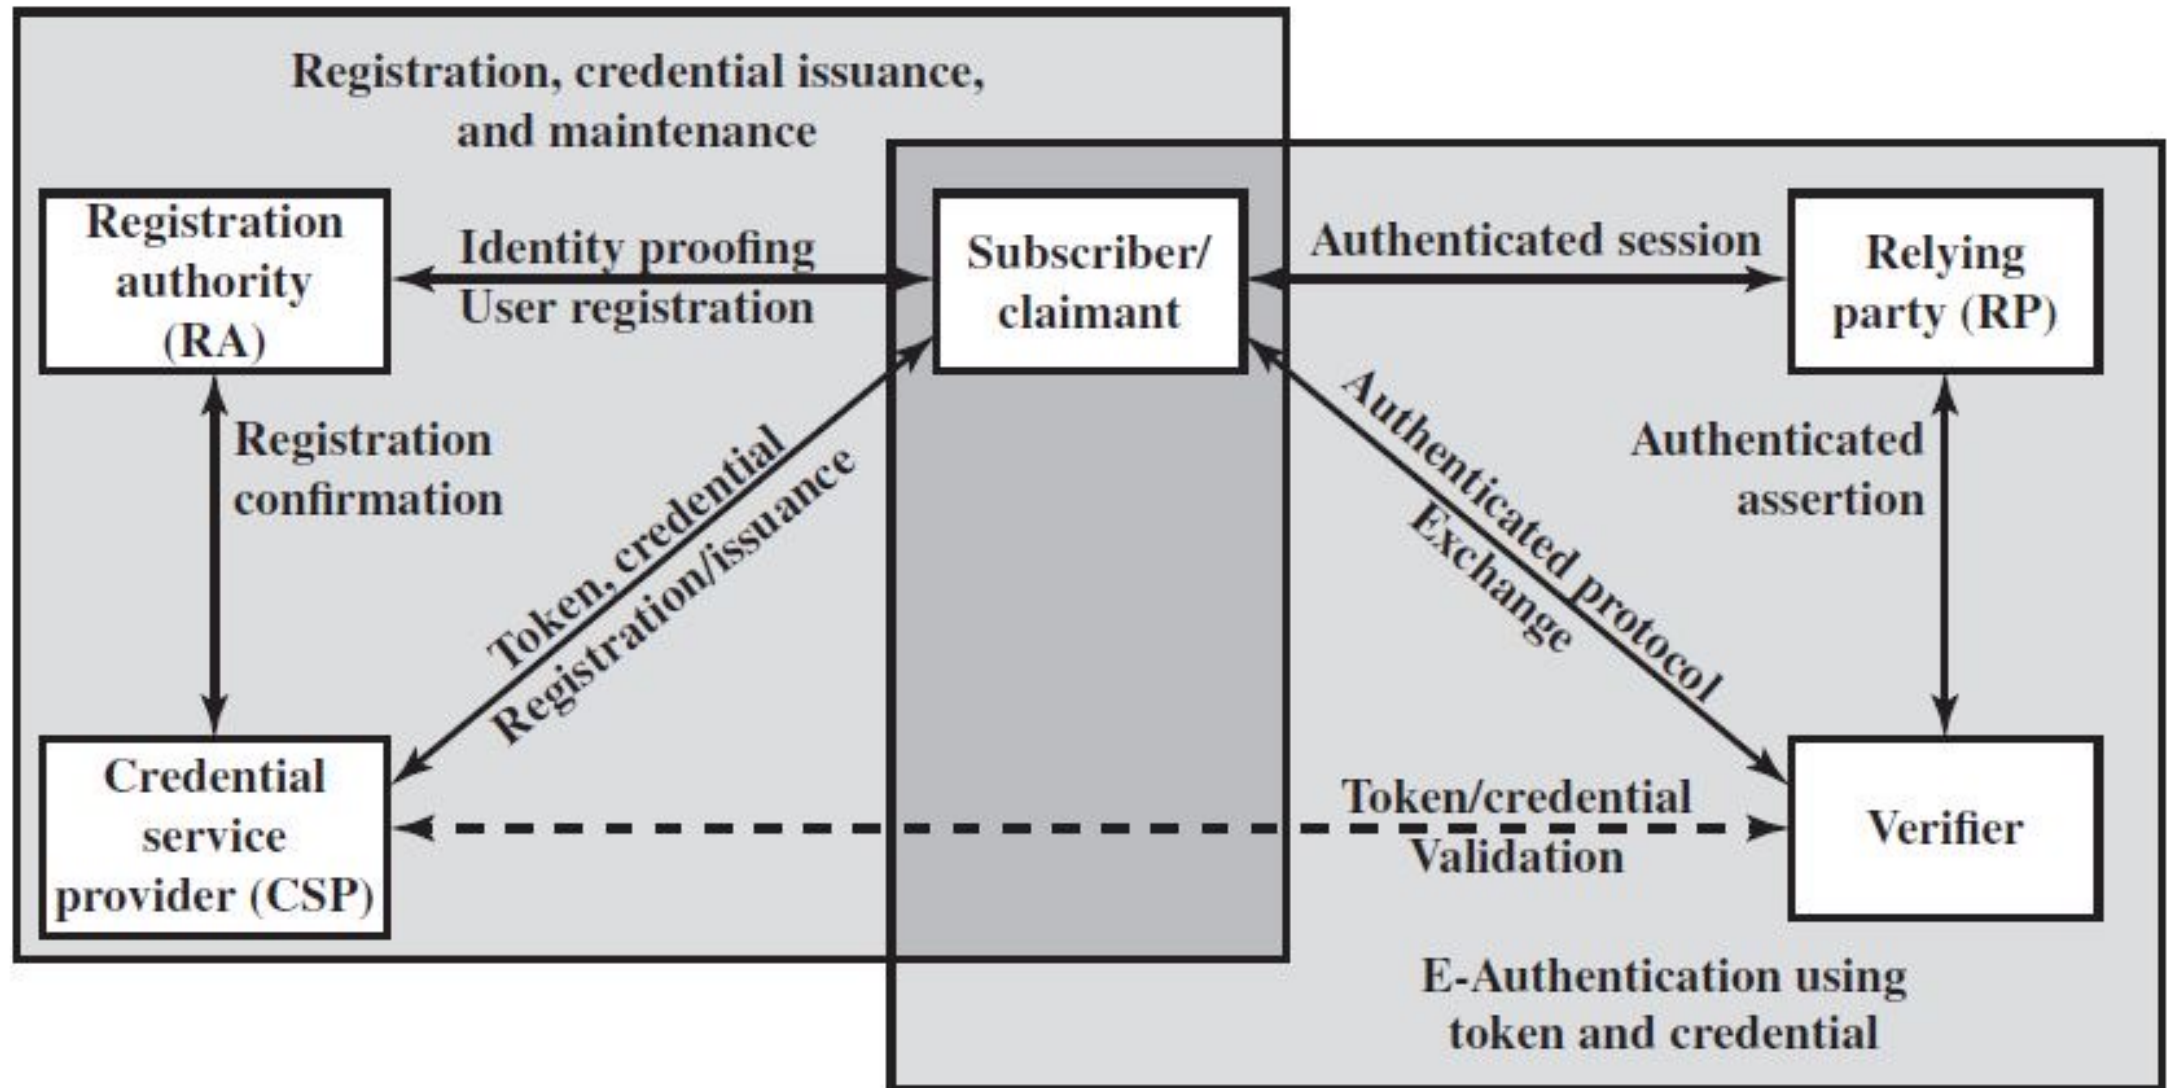 Registration, credential issuance,
and maintenance
Registration
authority
(RA)
Identity proofing
User registration
Subscriber/
claimant
Authenticated session
Relying
party (RP)
Registration
confirmation
Token, credential
Registration/issuance
Authenticated protocol
Exchange
Authenticated
assertion
Credential
service
provider (CSP)
Token/credential
Validation
Verifier
E-Authentication using
token and credential